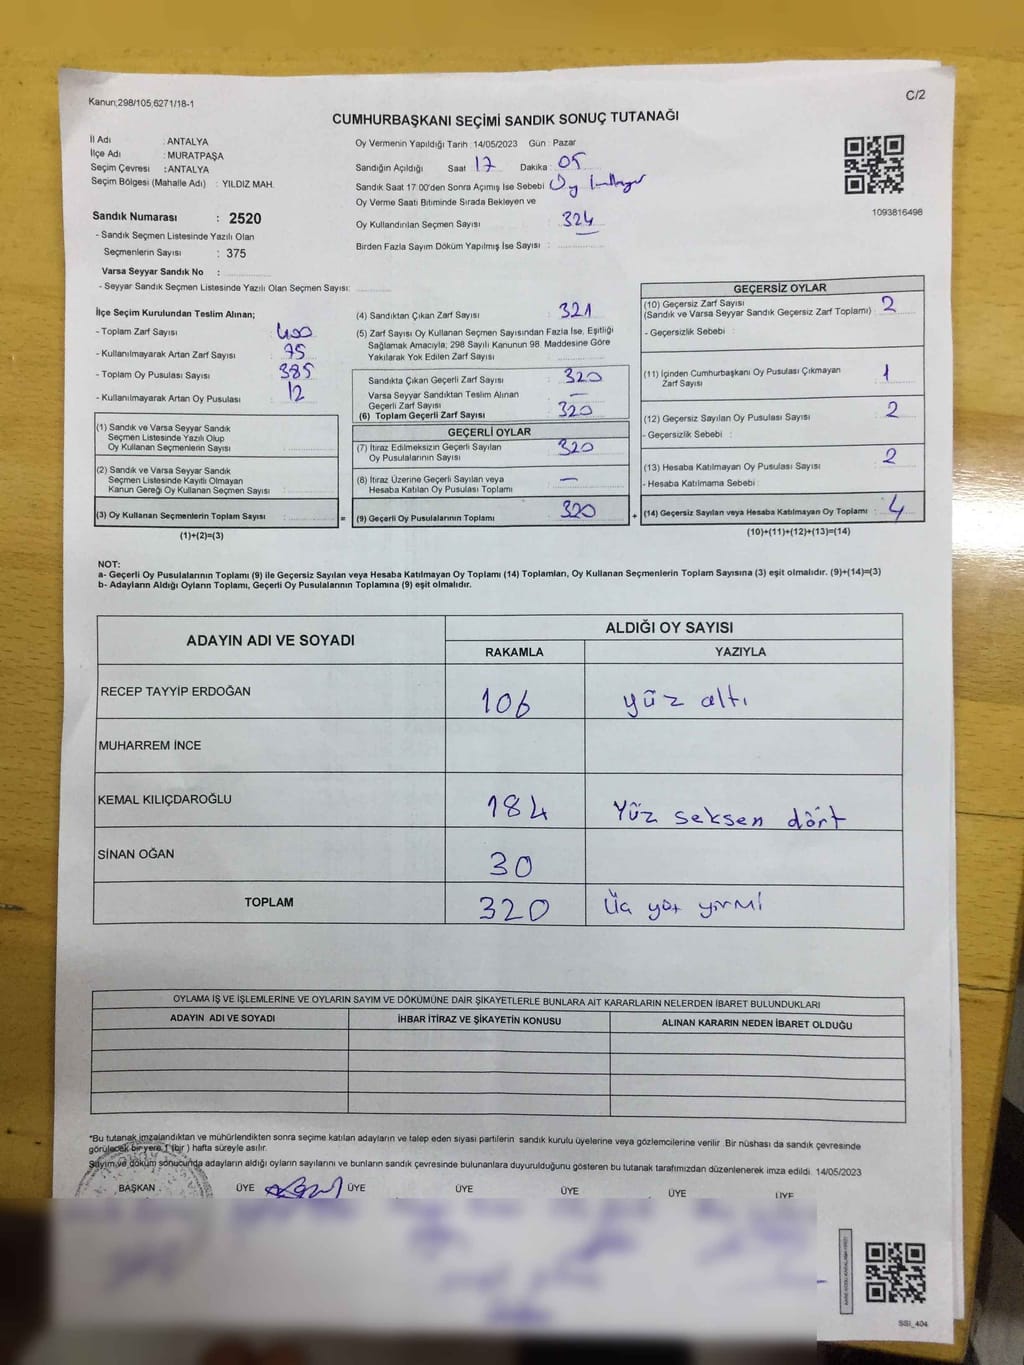 Kanun;298/105;6271/18-1
C/2
CUMHURBAŞKANI SEÇİMİ SANDIK SONUÇ TUTANAĞI
İl Adı : ANTALYA
İlçe Adı : MURATPAŞA
Seçim Çevresi : ANTALYA
Seçim Bölgesi (Mahalle Adı) : YILDIZ MAH.
Sandık Numarası : 2520
- Sandık Seçmen Listesinde Yazılı Olan
Seçmenlerin Sayısı : 375
Varsa Seyyar Sandık No :
- Seyyar Sandık Seçmen Listesinde Yazılı Olan Seçmen Sayısı:
Oy Vermenin Yapıldığı Tarih : 14/05/2023 Gün : Pazar
Sandığın Açıldığı Saat : 17 Dakika : 05
Sandık Saat 17:00'den Sonra Açımış İse Sebebi : Oy
Oy Verme Saati Bitiminde Sırada Bekleyen ve
Oy Kullandırılan Seçmen Sayısı : 324
Birden Fazla Sayım Döküm Yapılmış İse Sayısı :
1093816498
İlçe Seçim Kurulundan Teslim Alınan;
- Toplam Zarf Sayısı : 400
- Kullanılmayarak Artan Zarf Sayısı : 75
- Toplam Oy Pusulası Sayısı : 385
- Kullanılmayarak Artan Oy Pusulası : 12
(1) Sandık ve Varsa Seyyar Sandık
Seçmen Listesinde Yazılı Olup
Oy Kullanan Seçmenlerin Sayısı :
(2) Sandık ve Varsa Seyyar Sandık
Seçmen Listesinde Kayıtlı Olmayan
Kanun Gereği Oy Kullanan Seçmen Sayısı :
(3) Oy Kullanan Seçmenlerin Toplam Sayısı : =
(1)+(2)=(3)
(4) Sandıktan Çıkan Zarf Sayısı : 321
(5) Zarf Sayısı Oy Kullanan Seçmen Sayısından Fazla İse, Eşitliği
Sağlamak Amacıyla; 298 Sayılı Kanunun 98. Maddesine Göre
Yakılarak Yok Edilen Zarf Sayısı :
Sandıkta Çıkan Geçerli Zarf Sayısı : 320
Varsa Seyyar Sandıktan Teslim Alınan
Geçerli Zarf Sayısı : —
(6) Toplam Geçerli Zarf Sayısı : 320
GEÇERLİ OYLAR
(7) İtiraz Edilmeksizin Geçerli Sayılan
Oy Pusulalarının Sayısı : 320
(8) İtiraz Üzerine Geçerli Sayılan veya
Hesaba Katılan Oy Pusulası Toplamı : —
(9) Geçerli Oy Pusulalarının Toplamı : 320 +
GEÇERSİZ OYLAR
(10) Geçersiz Zarf Sayısı
(Sandık ve Varsa Seyyar Sandık Geçersiz Zarf Toplamı) : 2
- Geçersizlik Sebebi :
(11) İçinden Cumhurbaşkanı Oy Pusulası Çıkmayan
Zarf Sayısı : 1
(12) Geçersiz Sayılan Oy Pusulası Sayısı : 2
- Geçersizlik Sebebi :
(13) Hesaba Katılmayan Oy Pusulası Sayısı : 2
- Hesaba Katılmama Sebebi :
(14) Geçersiz Sayılan veya Hesaba Katılmayan Oy Toplamı : 4
(10)+(11)+(12)+(13)=(14)
NOT:
a- Geçerli Oy Pusulalarının Toplamı (9) ile Geçersiz Sayılan veya Hesaba Katılmayan Oy Toplamı (14) Toplamları, Oy Kullanan Seçmenlerin Toplam Sayısına (3) eşit olmalıdır. (9)+(14)=(3)
b- Adayların Aldığı Oyların Toplamı, Geçerli Oy Pusulalarının Toplamına (9) eşit olmalıdır.
ADAYIN ADI VE SOYADI ALDIĞI OY SAYISI
RAKAMLA YAZIYLA
RECEP TAYYİP ERDOĞAN 106 yüz altı
MUHARREM İNCE
KEMAL KILIÇDAROĞLU 184 Yüz seksen dört
SİNAN OĞAN 30
TOPLAM 320 Üç yüz yirmi
OYLAMA İŞ VE İŞLEMLERİNE VE OYLARIN SAYIM VE DÖKÜMÜNE DAİR ŞİKAYETLERLE BUNLARA AİT KARARLARIN NELERDEN İBARET BULUNDUKLARI
ADAYIN ADI VE SOYADI İHBAR İTİRAZ VE ŞİKAYETİN KONUSU ALINAN KARARIN NEDEN İBARET OLDUĞU
*Bu tutanak imzalandıktan ve mühürlendikten sonra seçime katılan adayların ve talep eden siyasi partilerin sandık kurulu üyelerine veya gözlemcilerine verilir. Bir nüshası da sandık çevresinde
görülecek bir yere 1 (bir) hafta süreyle asılır.
Sayım ve döküm sonucunda adayların aldığı oyların sayılarını ve bunların sandık çevresinde bulunanlara duyurulduğunu gösteren bu tutanak tarafımızdan düzenlenerek imza edildi. 14/05/2023
BAŞKAN ÜYE ÜYE ÜYE ÜYE ÜYE ÜYE
SSI_404